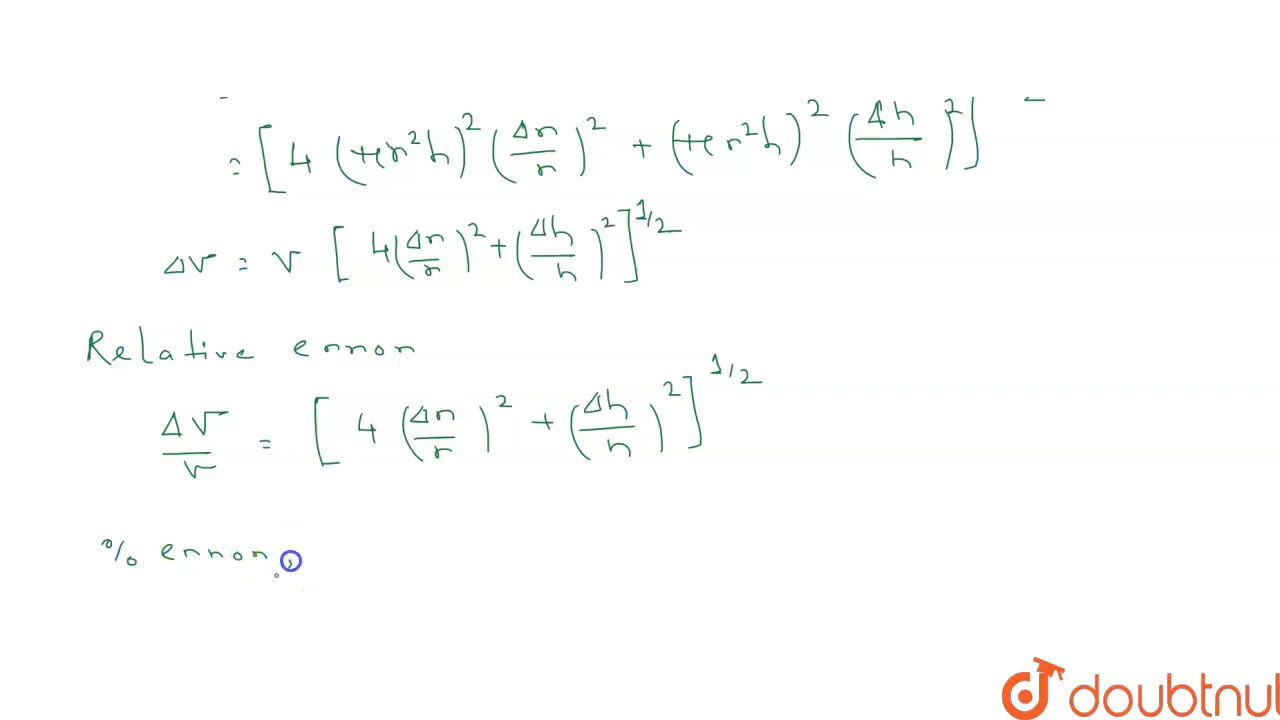 = [ 4 (πr²h)² (Δr/r)² + (πr²h)² (Δh/h)² ]
Δv = v [ 4(Δr/r)² + (Δh/h)² ]^1/2
Relative error
Δv/v = [ 4 (Δr/r)² + (Δh/h)² ]^1/2
% error,
doubtnut